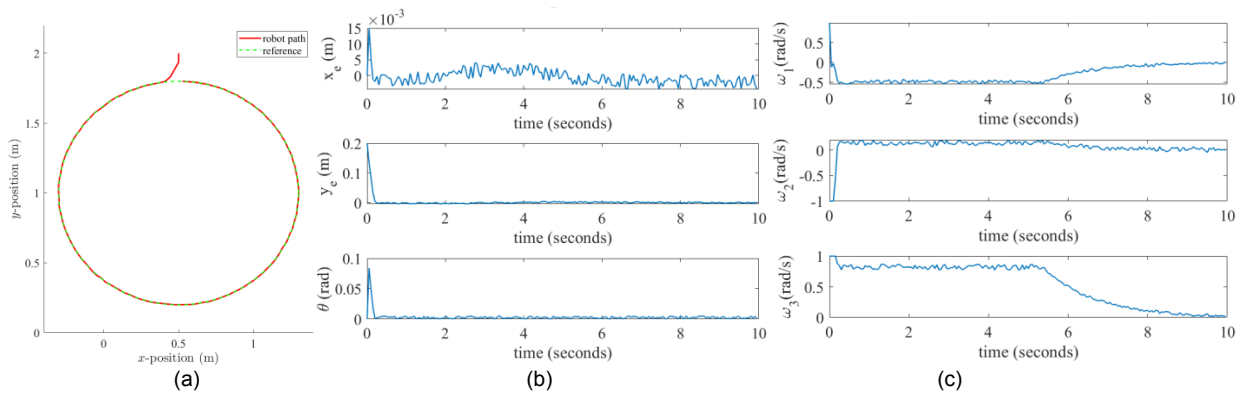 robot path
reference
2
1.5
1
0.5
0
y-position (m)
0 0.5 1
x-position (m)
(a)
×10⁻³
15
10
5
0
x_e (m)
0 2 4 6 8 10
time (seconds)
0.2
0.1
0
y_e (m)
0 2 4 6 8 10
time (seconds)
0.1
0.05
0
θ (rad)
0 2 4 6 8 10
time (seconds)
(b)
0.5
0
-0.5
ω₁(rad/s)
0 2 4 6 8 10
time (seconds)
0
-0.5
-1
ω₂(rad/s)
0 2 4 6 8 10
time (seconds)
1
0.5
0
ω₃(rad/s)
0 2 4 6 8 10
time (seconds)
(c)